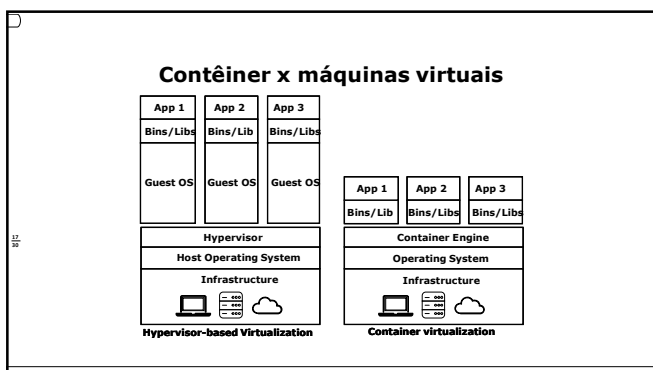 Contêiner x máquinas virtuais
App 1 App 2 App 3
Bins/Libs Bins/Lib Bins/Libs
Guest OS Guest OS Guest OS
Hypervisor
Host Operating System
Infrastructure
Hypervisor-based Virtualization
App 1 App 2 App 3
Bins/Lib Bins/Libs Bins/Libs
Container Engine
Operating System
Infrastructure
Container virtualization
17
30